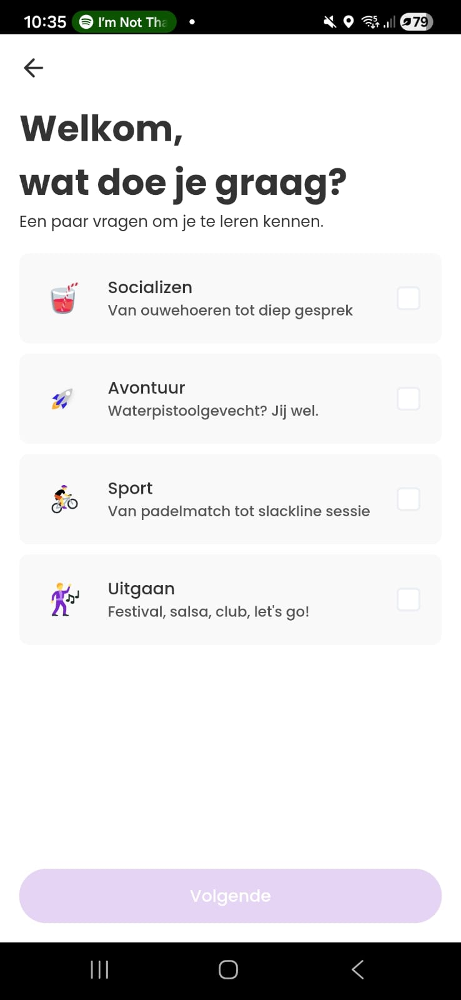 10:35 I'm Not Tha 5 79
Welkom,
wat doe je graag?
Een paar vragen om je te leren kennen.
Socializen
Van ouwehoeren tot diep gesprek
Avontuur
Waterpistoolgevecht? Jij wel.
Sport
Van padelmatch tot slackline sessie
Uitgaan
Festival, salsa, club, let's go!
Volgende